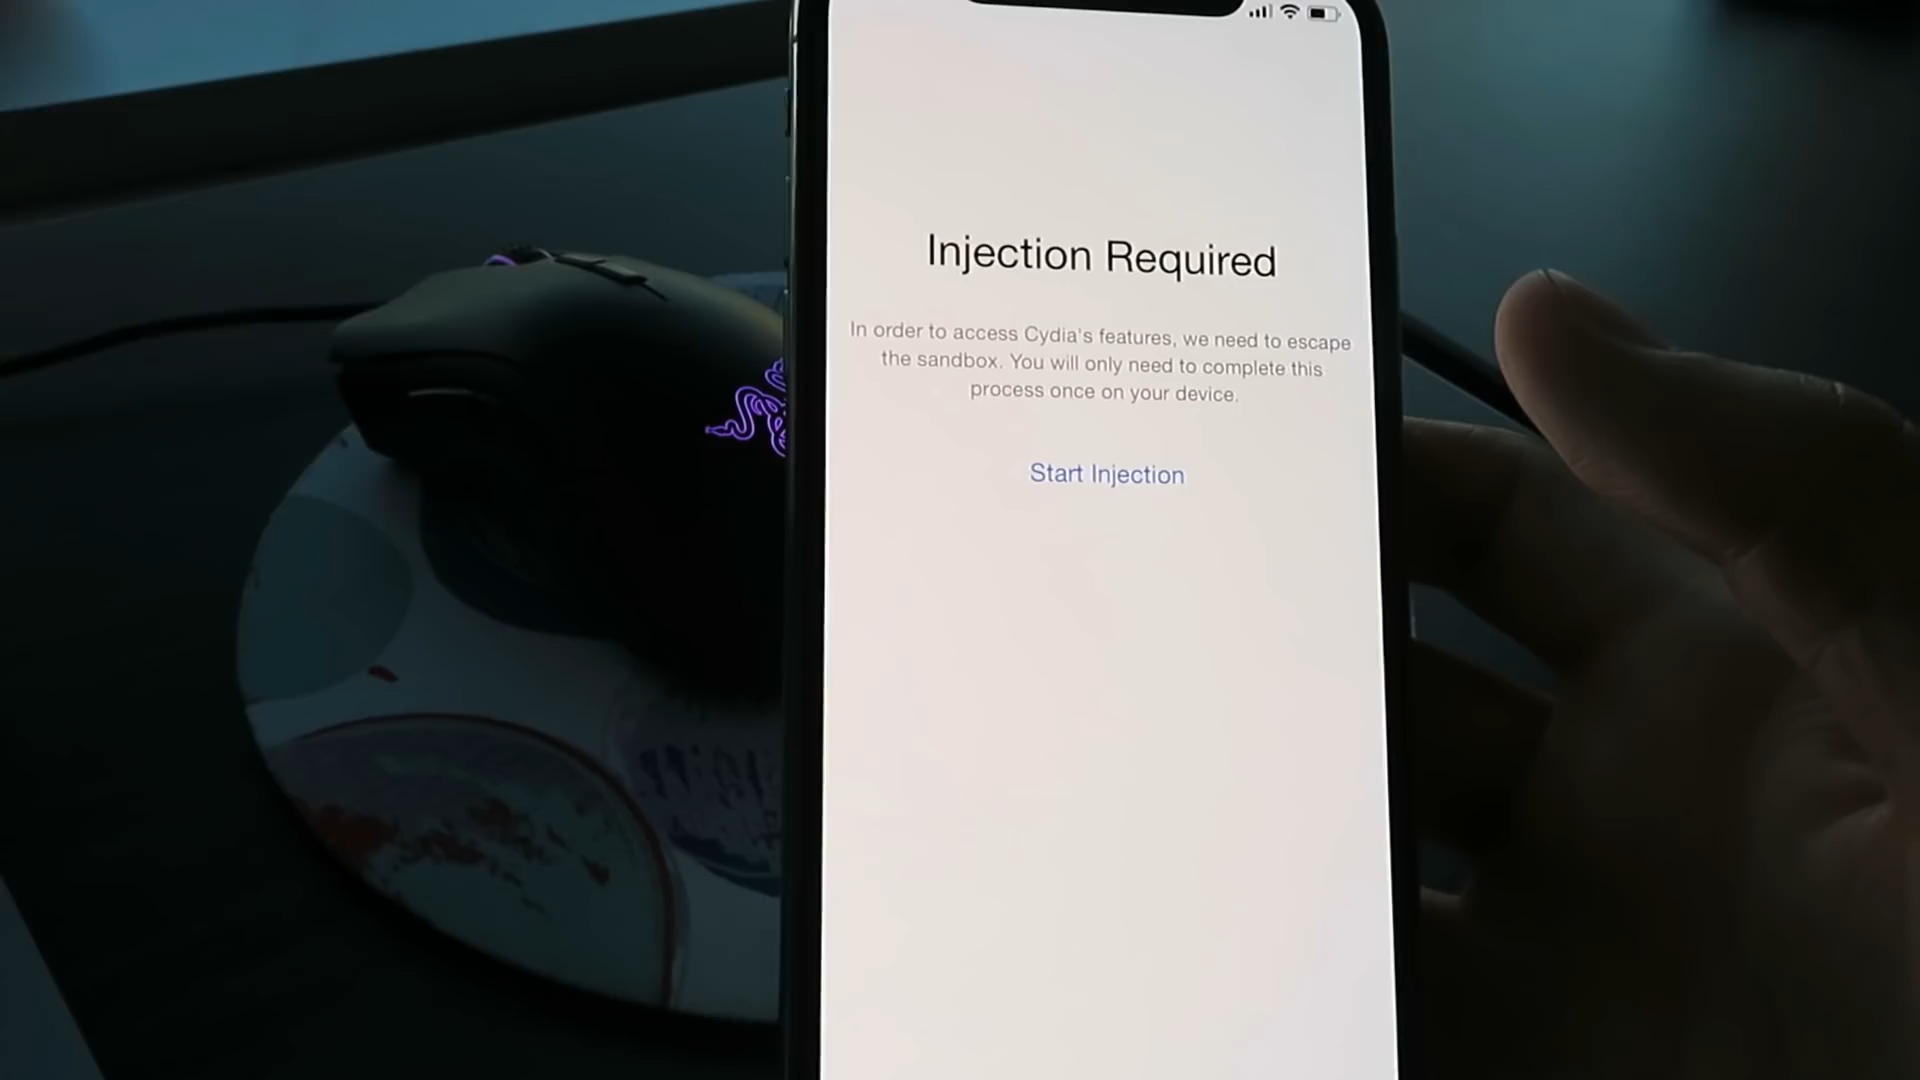 Injection Required
In order to access Cydia's features, we need to escape
the sandbox. You will only need to complete this
process once on your device.
Start Injection